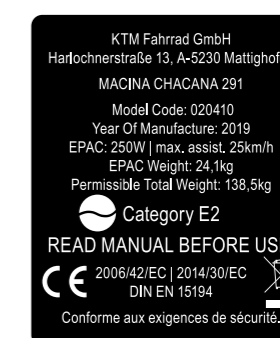 KTM Fahrrad GmbH
Harlochnerstraße 13, A-5230 Mattighof
MACINA CHACANA 291
Model Code: 020410
Year Of Manufacture: 2019
EPAC: 250W | max. assist. 25km/h
EPAC Weight: 24,1kg
Permissible Total Weight: 138,5kg
Category E2
READ MANUAL BEFORE US
CE 2006/42/EC | 2014/30/EC
DIN EN 15194
Conforme aux exigences de sécurité.